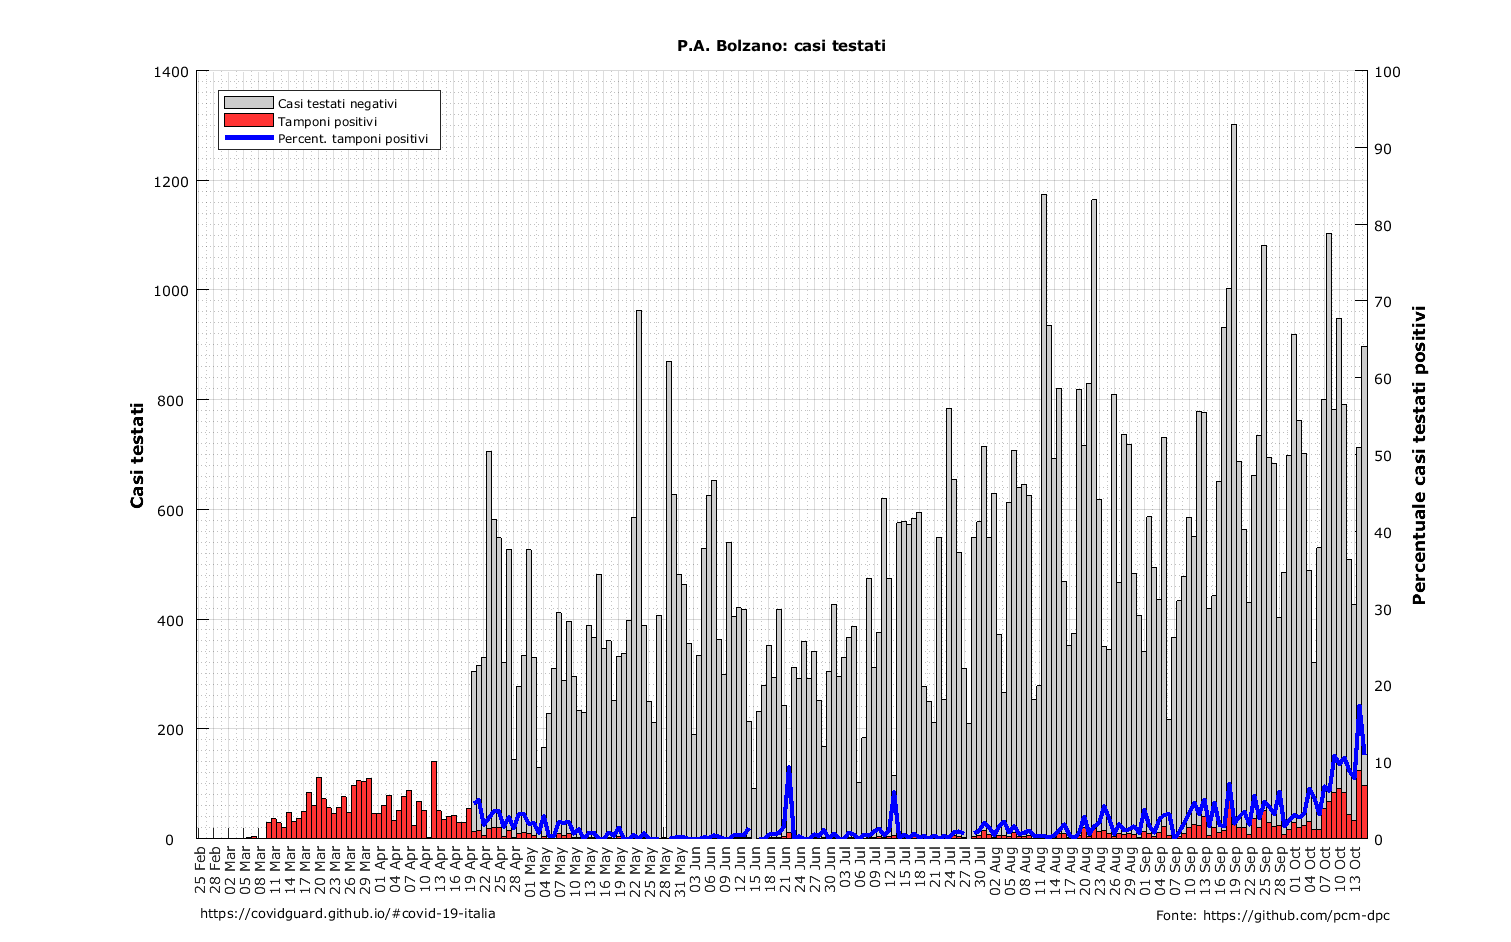 P.A. Bolzano: casi testati
Casi testati negativi
Tamponi positivi
Percent. tamponi positivi
Casi testati
1400
1200
1000
800
600
400
200
0
Percentuale casi testati positivi
100
90
80
70
60
50
40
30
20
10
0
25 Feb
28 Feb
02 Mar
05 Mar
08 Mar
11 Mar
14 Mar
17 Mar
20 Mar
23 Mar
26 Mar
29 Mar
01 Apr
04 Apr
07 Apr
10 Apr
13 Apr
16 Apr
19 Apr
22 Apr
25 Apr
28 Apr
01 May
04 May
07 May
10 May
13 May
16 May
19 May
22 May
25 May
28 May
31 May
03 Jun
06 Jun
09 Jun
12 Jun
15 Jun
18 Jun
21 Jun
24 Jun
27 Jun
30 Jun
03 Jul
06 Jul
09 Jul
12 Jul
15 Jul
18 Jul
21 Jul
24 Jul
27 Jul
30 Jul
02 Aug
05 Aug
08 Aug
11 Aug
14 Aug
17 Aug
20 Aug
23 Aug
26 Aug
29 Aug
01 Sep
04 Sep
07 Sep
10 Sep
13 Sep
16 Sep
19 Sep
22 Sep
25 Sep
28 Sep
01 Oct
04 Oct
07 Oct
10 Oct
13 Oct
https://covidguard.github.io/#covid-19-italia
Fonte: https://github.com/pcm-dpc